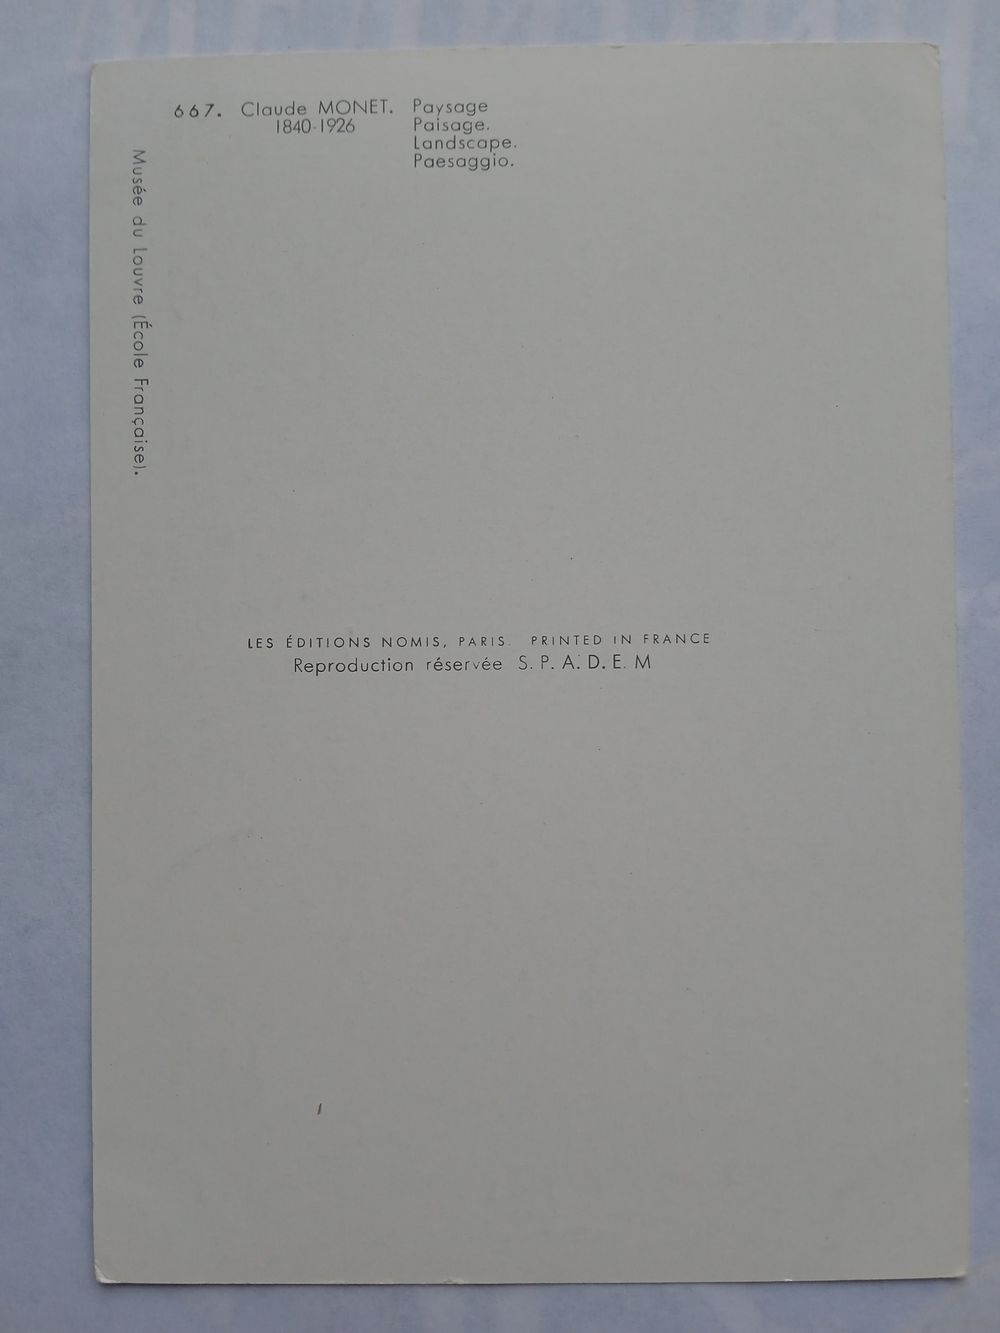 667. Claude MONET. Paysage
1840-1926 Paisage.
Landscape.
Paesaggio.
Musée du Louvre (École Française).
LES ÉDITIONS NOMIS, PARIS. PRINTED IN FRANCE
Reproduction réservée S. P. A. D. E. M